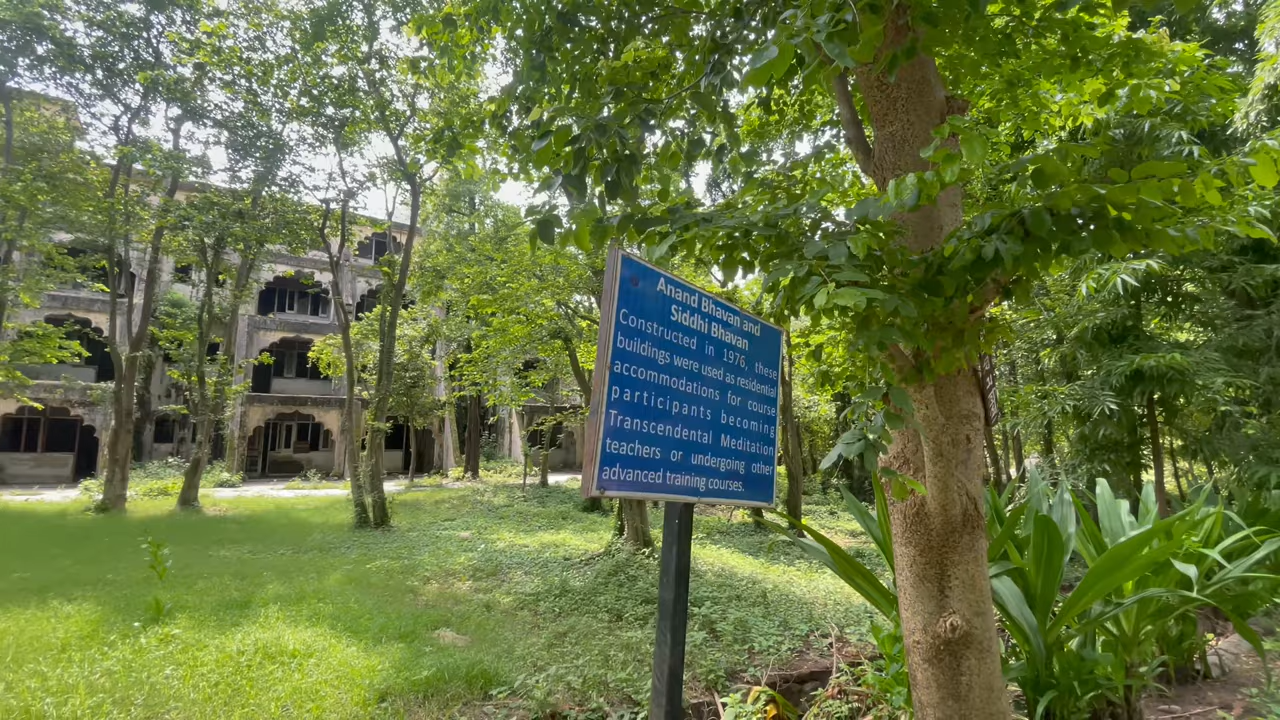 Anand Bhavan and
Siddhi Bhavan
Constructed in 1976, these
buildings were used as residential
accommodations for course
participants becoming
Transcendental Meditation
teachers or undergoing other
advanced training courses.